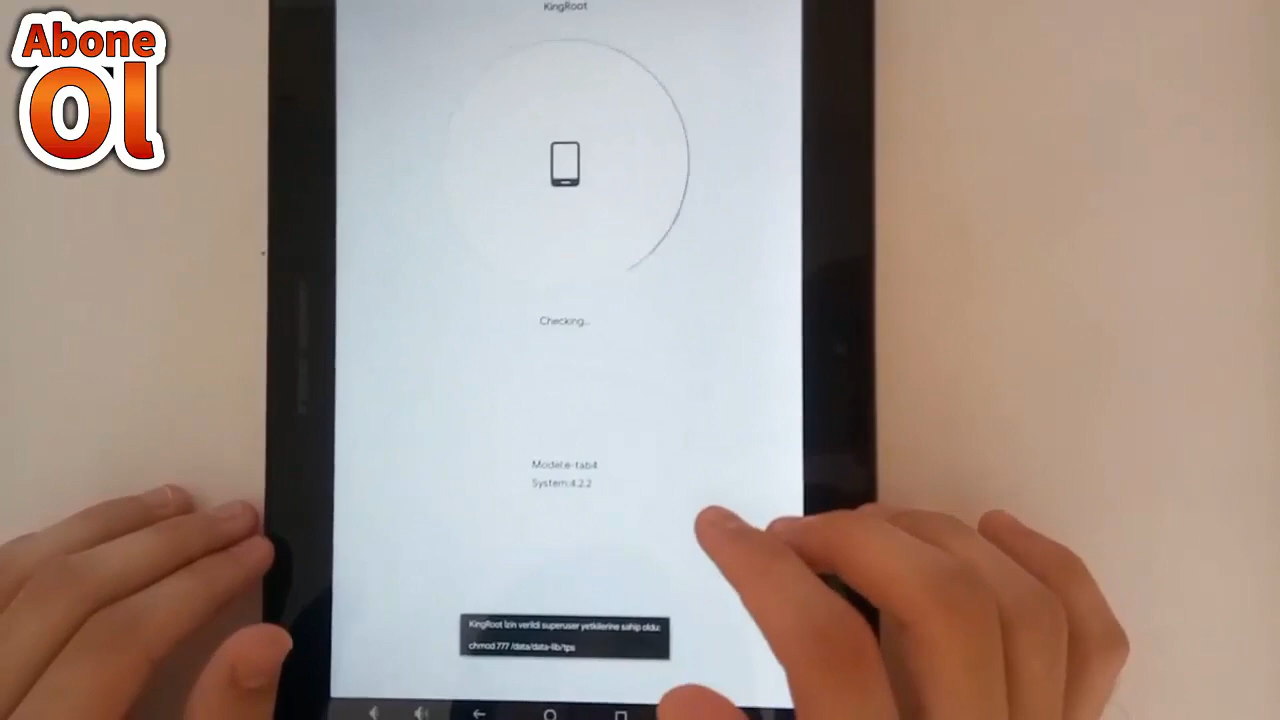 Abone
Ol
KingRoot
Checking...
Model:e-tab4
System:4.2.2
KingRoot İzin verildi superuser yetkilerine sahip oldu:
chmod 777 /data/data-lib/tps